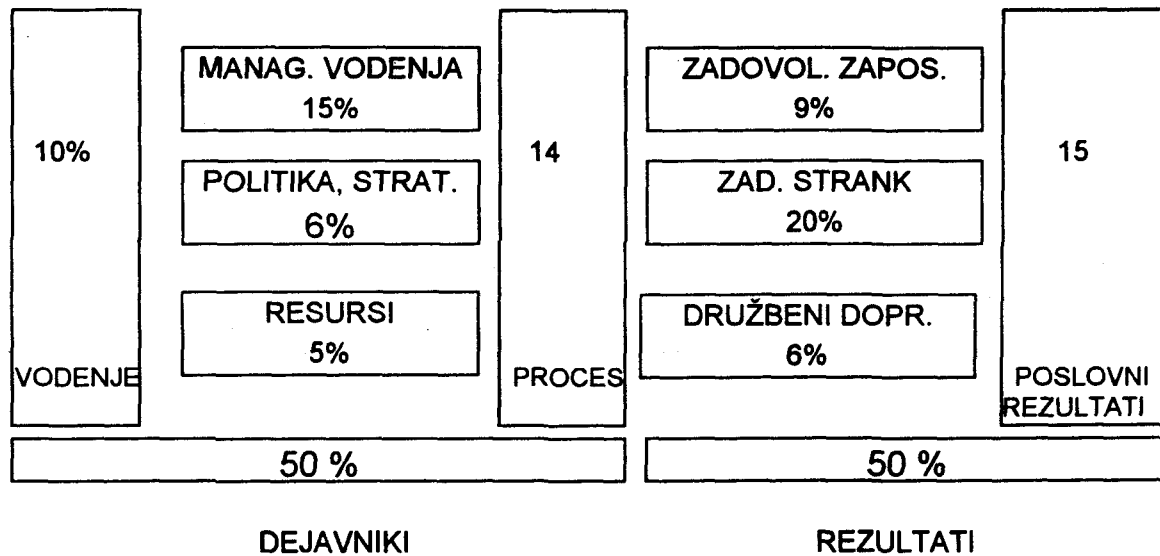 10%
VODENJE
MANAG. VODENJA
15%
POLITIKA, STRAT.
6%
RESURSI
5%
14
PROCES
ZADOVOL. ZAPOS.
9%
ZAD. STRANK
20%
DRUŽBENI DOPR.
6%
15
POSLOVNI
REZULTATI
50 %
50 %
DEJAVNIKI
REZULTATI